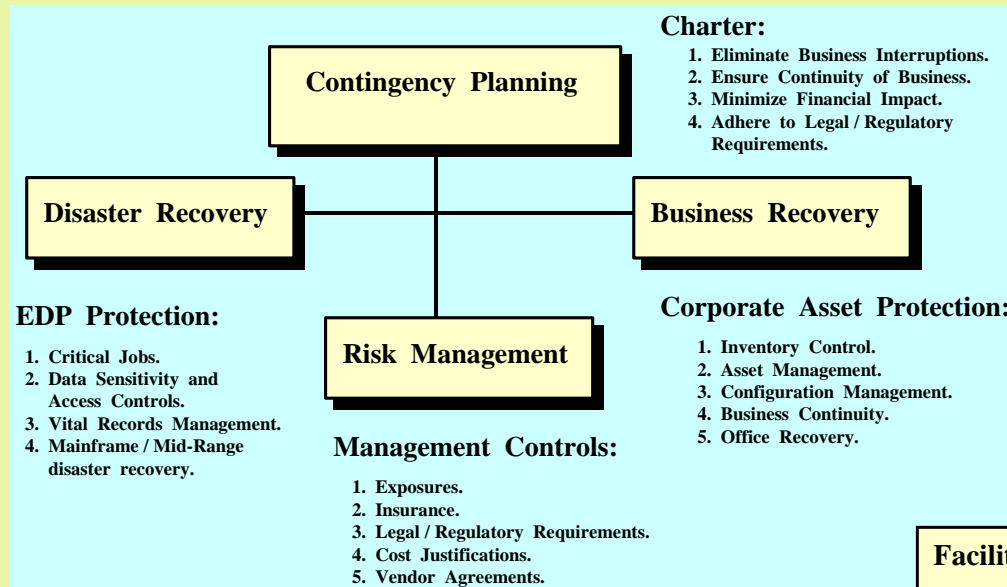 Charter:
1. Eliminate Business Interruptions.
2. Ensure Continuity of Business.
3. Minimize Financial Impact.
4. Adhere to Legal / Regulatory
Requirements.
Contingency Planning
Disaster Recovery
Business Recovery
EDP Protection:
1. Critical Jobs.
2. Data Sensitivity and
Access Controls.
3. Vital Records Management.
4. Mainframe / Mid-Range
disaster recovery.
Risk Management
Management Controls:
1. Exposures.
2. Insurance.
3. Legal / Regulatory Requirements.
4. Cost Justifications.
5. Vendor Agreements.
Corporate Asset Protection:
1. Inventory Control.
2. Asset Management.
3. Configuration Management.
4. Business Continuity.
5. Office Recovery.
Facilit